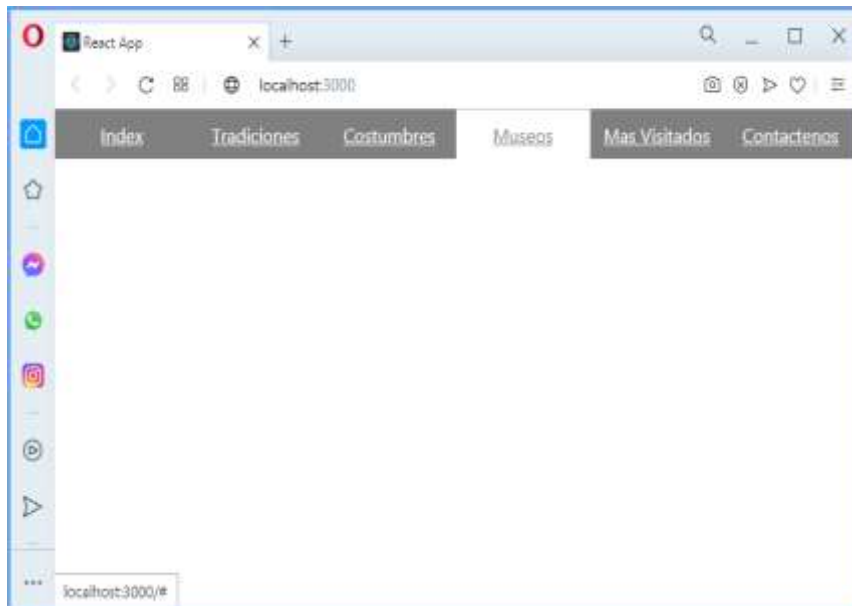 React App
localhost:3000
Index Tradiciones Costumbres Museos Mas Visitados Contactenos
localhost:3000/#